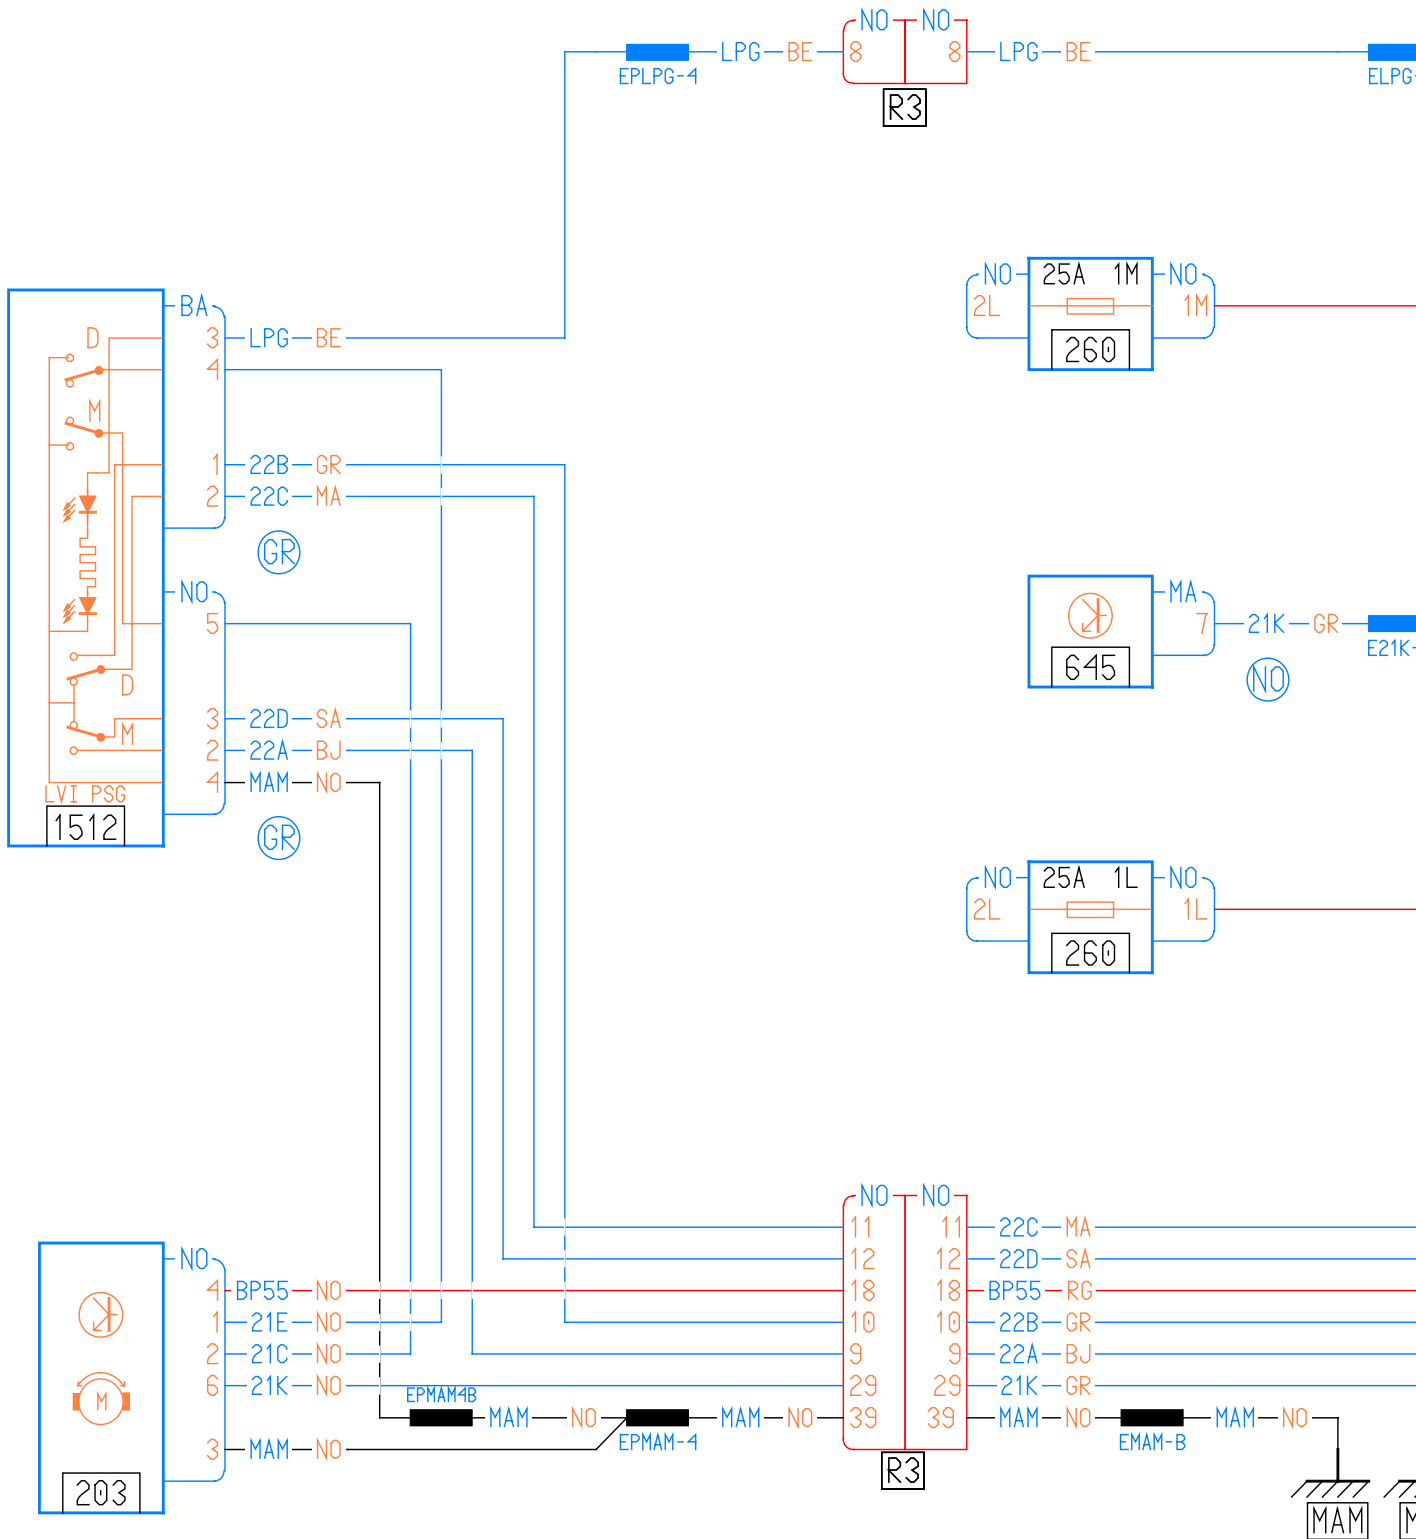 NO NO
8 LPG BE 8 LPG BE
EPLPG-4 ELPG-
R3
NO 25A 1M NO
2L 1M
260
BA
D 3 LPG BE
4
M
1 22B GR
2 22C MA
GR
NO
5
MA
7 21K GR
E21K-
645
NO
D
3 22D SA
M
2 22A BJ
4 MAM NO
LVI PSG
1512
GR
NO 25A 1L NO
2L 1L
260
NO NO
11 11 22C MA
12 12 22D SA
NO
4 BP55 NO 18 18 BP55 RG
1 21E NO 10 10 22B GR
2 21C NO 9 9 22A BJ
6 21K NO 29 29 21K GR
EPMAM4B
M
MAM NO MAM NO 39 39 MAM NO MAM NO
EPMAM-4 EMAM-B
3 MAM NO
R3
203
MAM M